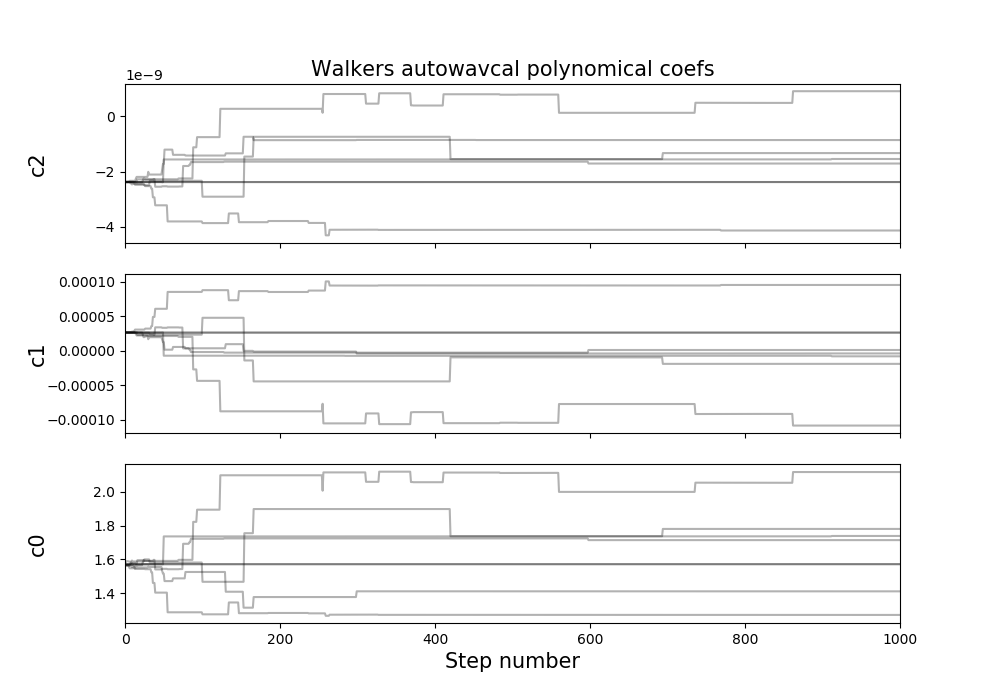 Walkers autowavcal polynomical coefs
1e−9
0
−2
−4
c2
0.00010
0.00005
0.00000
−0.00005
−0.00010
c1
2.0
1.8
1.6
1.4
c0
0 200 400 600 800 1000
Step number